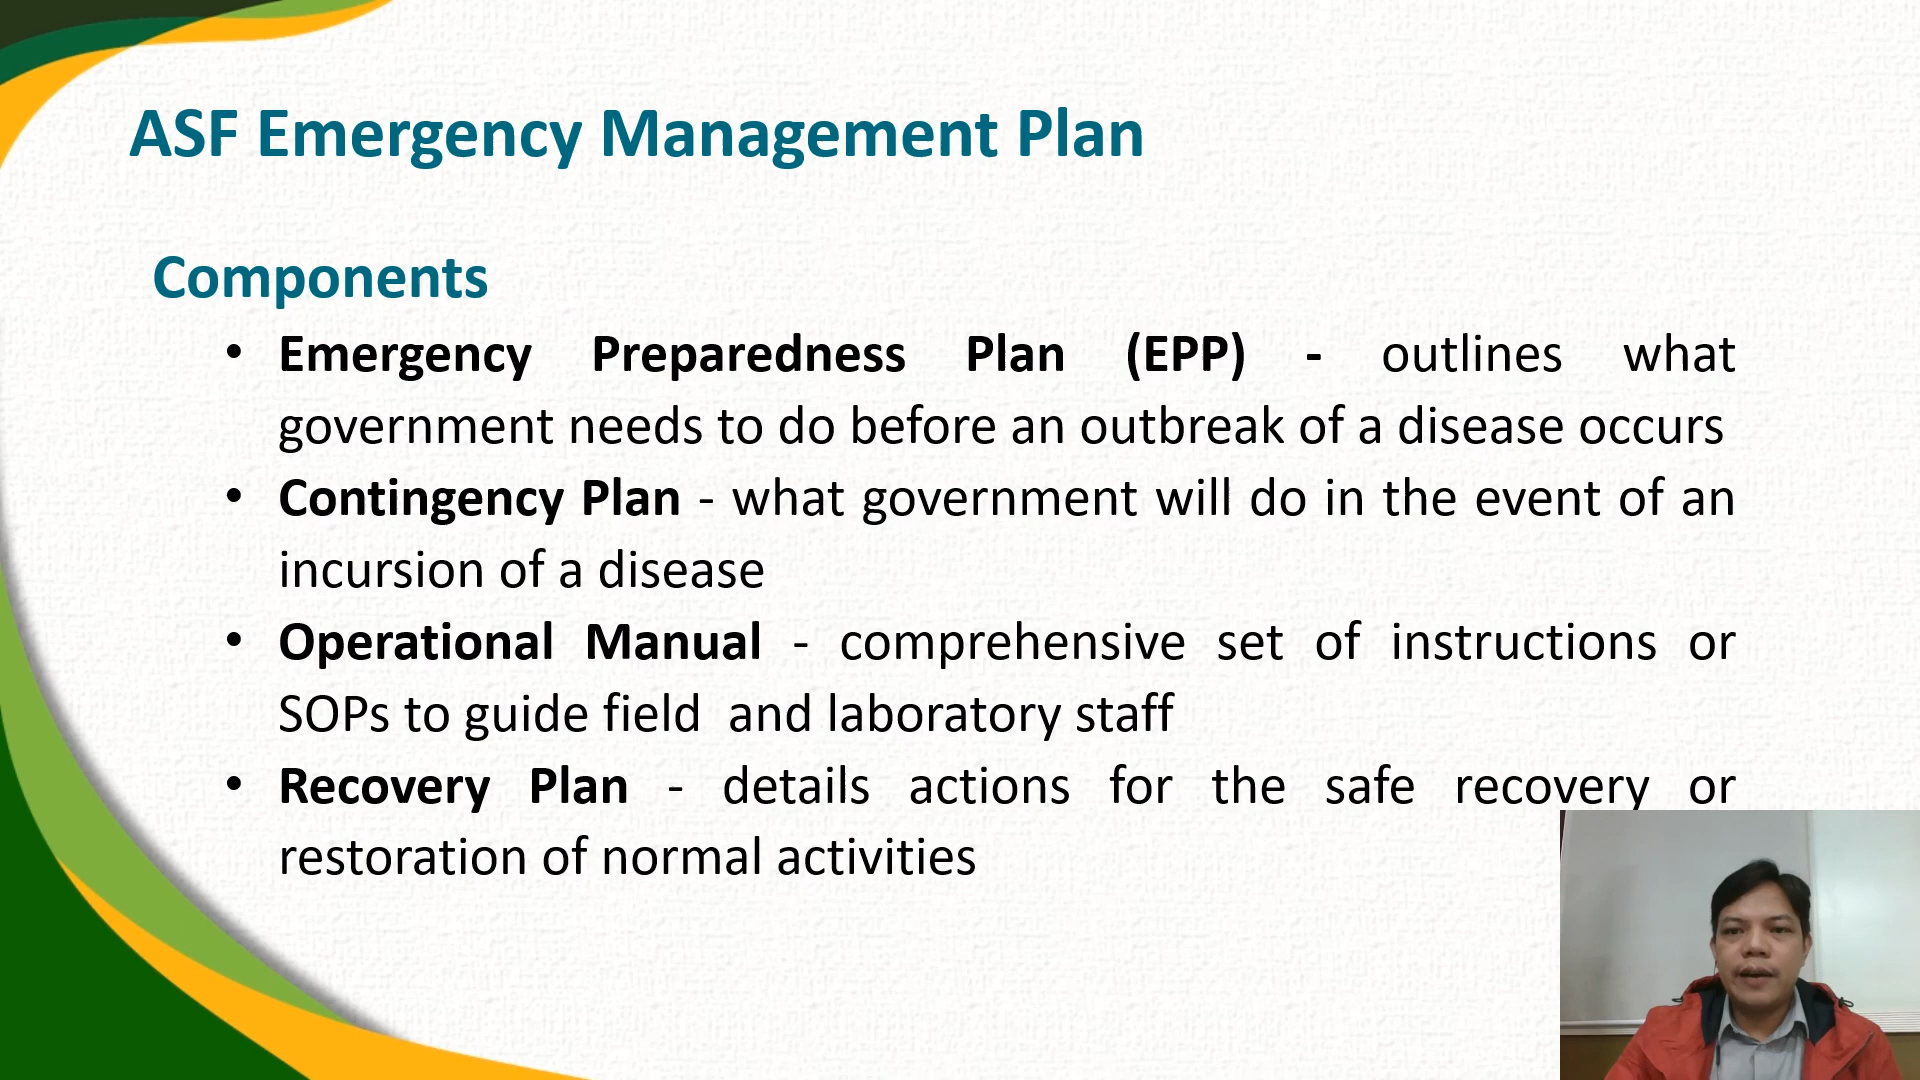 ASF Emergency Management Plan
Components
• Emergency Preparedness Plan (EPP) - outlines what
government needs to do before an outbreak of a disease occurs
• Contingency Plan - what government will do in the event of an
incursion of a disease
• Operational Manual - comprehensive set of instructions or
SOPs to guide field  and laboratory staff
• Recovery Plan - details actions for the safe recovery or
restoration of normal activities